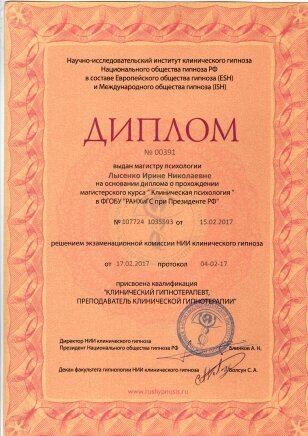 Научно-исследовательский институт клинического гипноза
Национального общества гипноза РФ
в составе Европейского общества гипноза (ESH)
и Международного общества гипноза (ISH)
ДИПЛОМ
№ 00391
выдан магистру психологии
Лысенко Ирине Николаевне
на основании диплома о прохождении
магистерского курса " Клиническая психология "
в ФГОБУ "РАНХиГС при Президенте РФ"
№ 107724 1035593 от 15.02.2017
решением экзаменационной комиссии НИИ клинического гипноза
от 17.02.2017 протокол 04-02-17
присвоена квалификация
"КЛИНИЧЕСКИЙ ГИПНОТЕРАПЕВТ,
ПРЕПОДАВАТЕЛЬ КЛИНИЧЕСКОЙ ГИПНОТЕРАПИИ"
Директор НИИ клинического гипноза
Президент Национального общества гипноза РФ Блинков А. Н.
Декан факультета гипнологии НИИ клинического гипноза С. А.
www.rushypnosis.ru